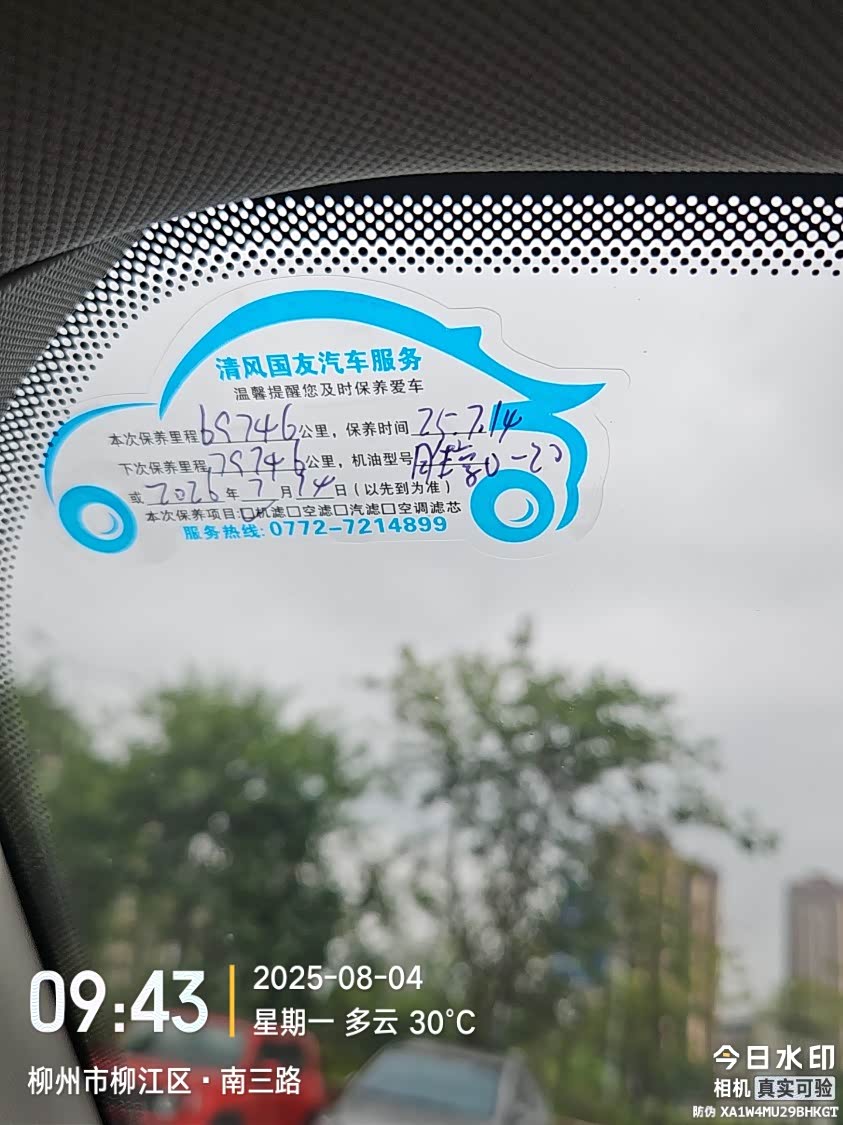 清风国友汽车服务
温馨提醒您及时保养爱车
本次保养里程69746公里，保养时间25.7.14
下次保养里程79746公里，机油型号0-20
或2026年7月14日（以先到为准）
本次保养项目:☑机滤□空滤□汽滤□空调滤芯
服务热线: 0772-7214899
09:43
2025-08-04
星期一 多云 30°C
柳州市柳江区·南三路
今日水印
相机 真实可验
防伪 XA1W4MU29BHKGT